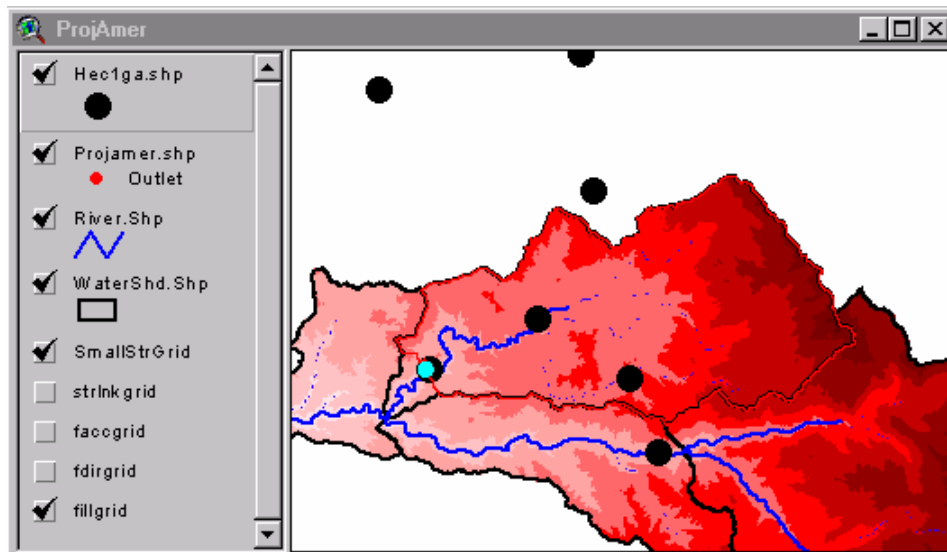 ProjAmer
Hec1ga.shp
Projamer.shp
Outlet
River.Shp
WaterShd.Shp
SmallStrGrid
strlnkgrid
faccgrid
fdirgrid
fillgrid